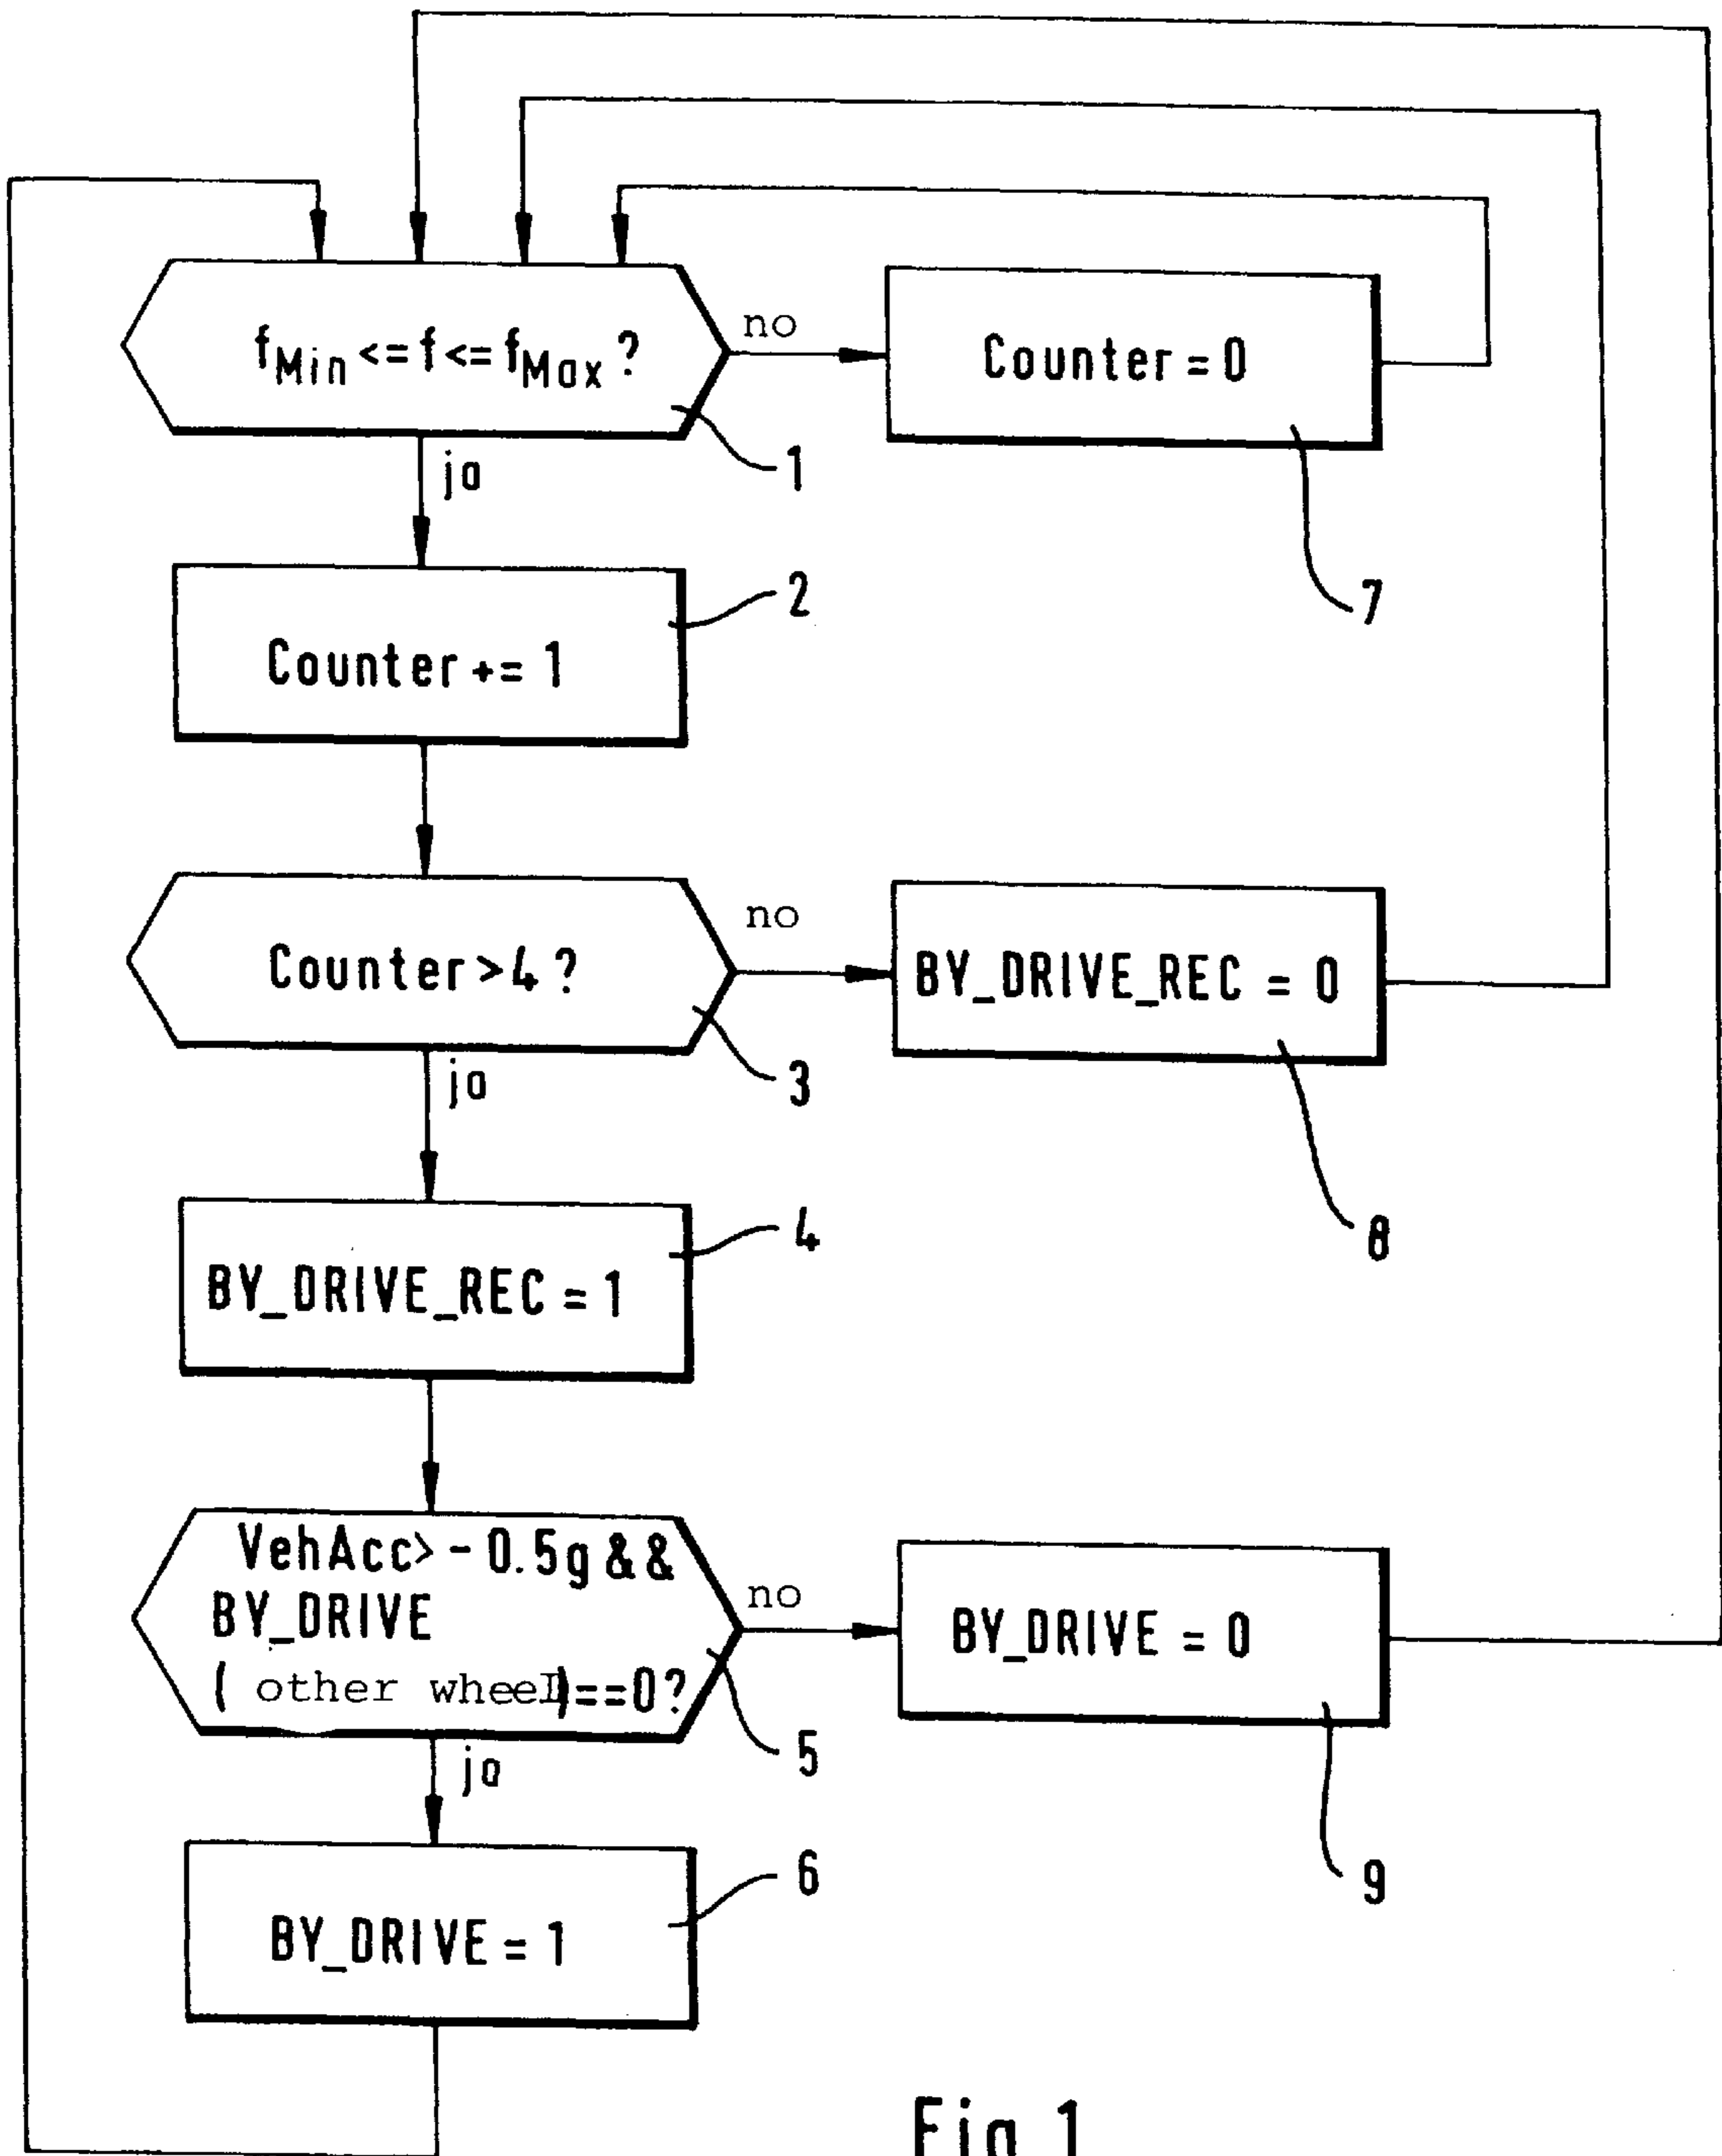 fMin <= f <= fMax ?
no
Counter = 0
ja
1
7
Counter += 1
2
Counter > 4 ?
no
BY_DRIVE_REC = 0
ja
3
8
BY_DRIVE_REC = 1
4
VehAcc > - 0.5g &&
BY_DRIVE
( other wheel)==0?
no
BY_DRIVE = 0
ja
5
9
BY_DRIVE = 1
6
Fig 1